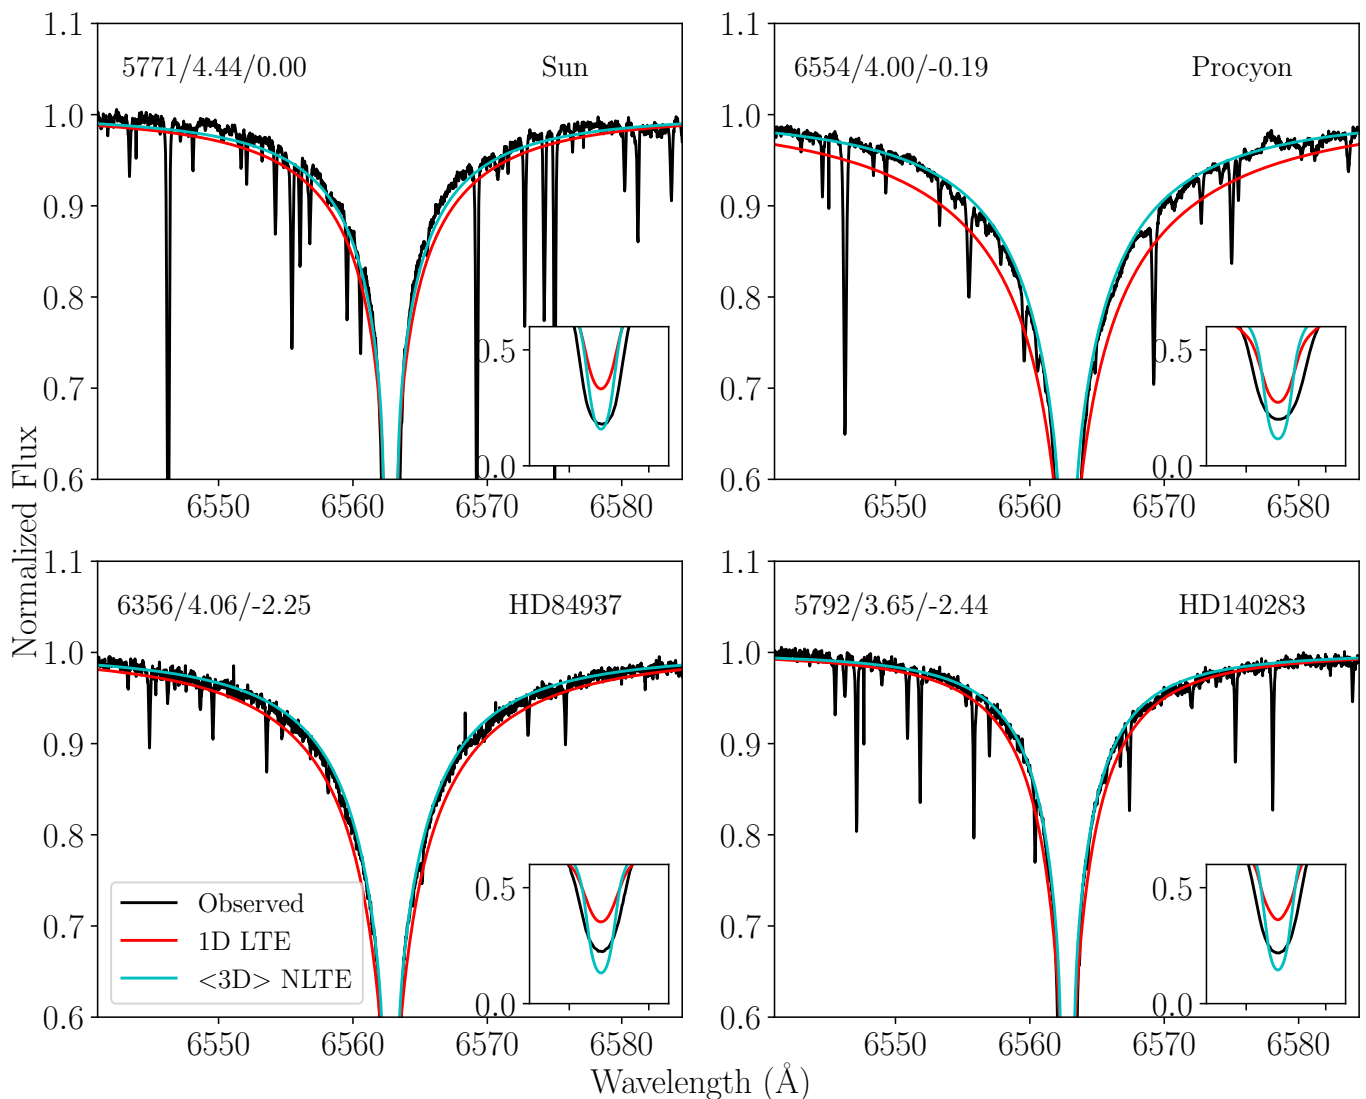 5771/4.44/0.00 Sun
1.1
1.0
0.9
0.8
0.7
0.6
0.5
0.0
6550 6560 6570 6580
6554/4.00/-0.19 Procyon
1.1
1.0
0.9
0.8
0.7
0.6
0.5
0.0
6550 6560 6570 6580
6356/4.06/-2.25 HD84937
1.1
1.0
0.9
0.8
0.7
0.6
Observed
1D LTE
<3D> NLTE
0.5
0.0
6550 6560 6570 6580
5792/3.65/-2.44 HD140283
1.1
1.0
0.9
0.8
0.7
0.6
0.5
0.0
6550 6560 6570 6580
Normalized Flux
Wavelength (Å)